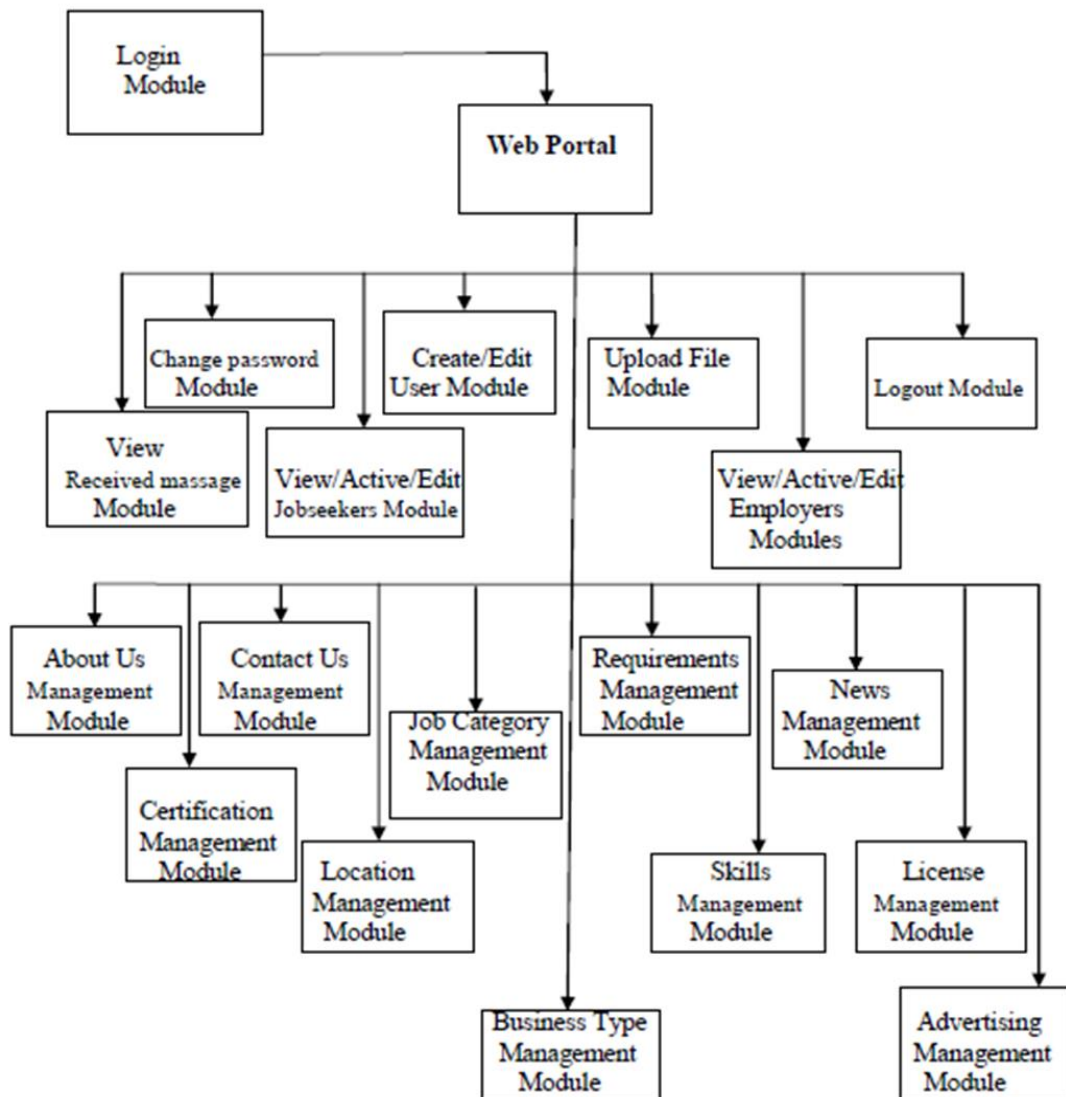 Login
Module
Web Portal
Change password
Module
Create/Edit
User Module
Upload File
Module
Logout Module
View
Received massage
Module
View/Active/Edit
Jobseekers Module
View/Active/Edit
Employers
Modules
About Us
Management
Module
Contact Us
Management
Module
Requirements
Management
Module
News
Management
Module
Job Category
Management
Module
Certification
Management
Module
Location
Management
Module
Skills
Management
Module
License
Management
Module
Business Type
Management
Module
Advertising
Management
Module